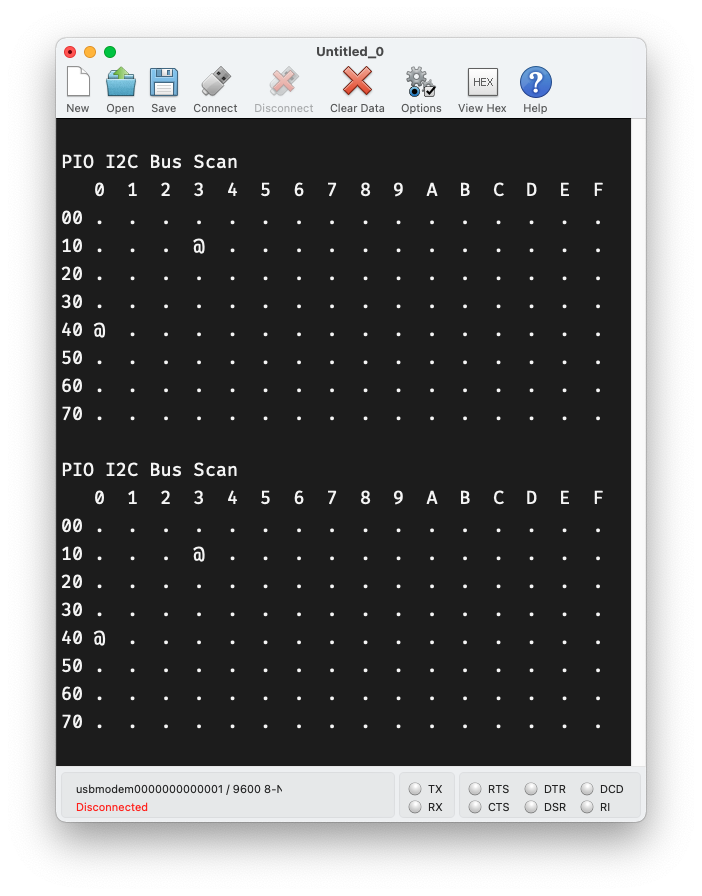 Untitled_0
New Open Save Connect Disconnect Clear Data Options HEX View Hex ? Help
PIO I2C Bus Scan
0 1 2 3 4 5 6 7 8 9 A B C D E F
00 . . . . . . . . . . . . . . . .
10 . . . @ . . . . . . . . . . . .
20 . . . . . . . . . . . . . . . .
30 . . . . . . . . . . . . . . . .
40 @ . . . . . . . . . . . . . . .
50 . . . . . . . . . . . . . . . .
60 . . . . . . . . . . . . . . . .
70 . . . . . . . . . . . . . . . .
PIO I2C Bus Scan
0 1 2 3 4 5 6 7 8 9 A B C D E F
00 . . . . . . . . . . . . . . . .
10 . . . @ . . . . . . . . . . . .
20 . . . . . . . . . . . . . . . .
30 . . . . . . . . . . . . . . . .
40 @ . . . . . . . . . . . . . . .
50 . . . . . . . . . . . . . . . .
60 . . . . . . . . . . . . . . . .
70 . . . . . . . . . . . . . . . .
usbmodem0000000000001 / 9600 8-N TX RTS DTR DCD
Disconnected RX CTS DSR RI